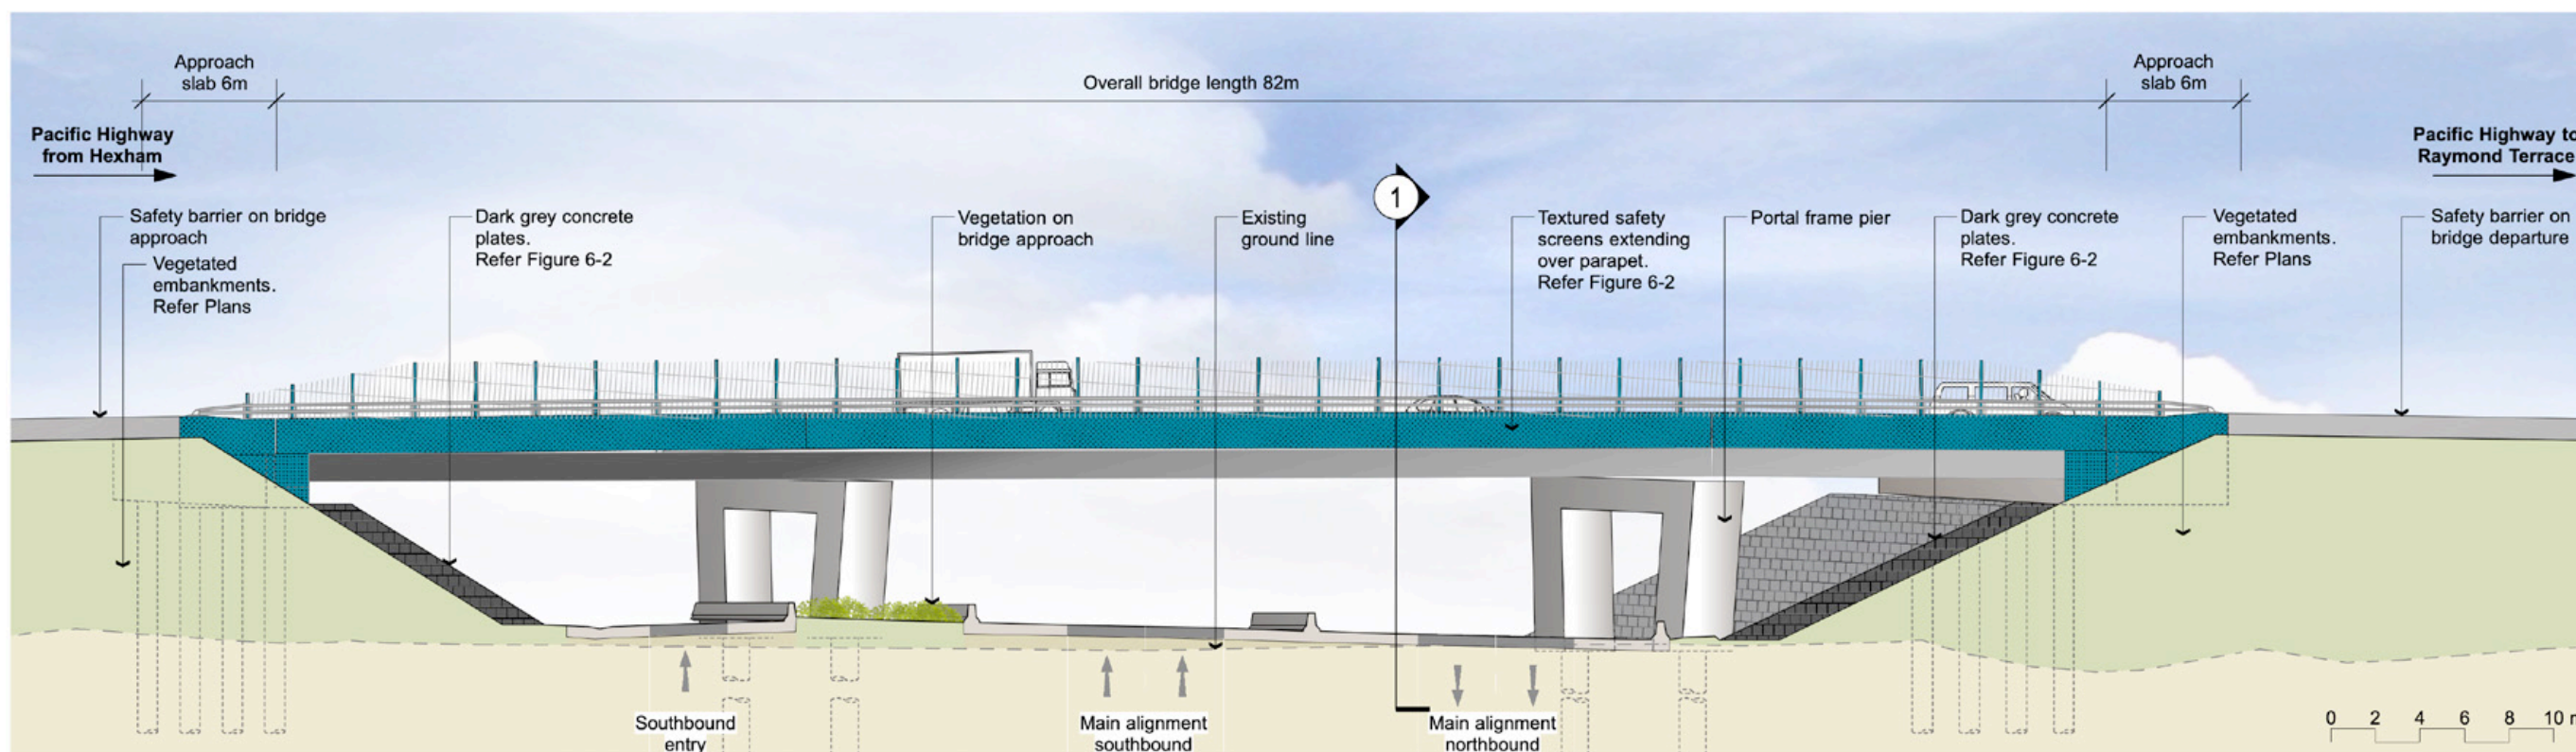 Approach
slab 6m
Overall bridge length 82m
Approach
slab 6m
Pacific Highway
from Hexham
1
Pacific Highway to
Raymond Terrace
Safety barrier on bridge
approach
Vegetated
embankments.
Refer Plans
Dark grey concrete
plates.
Refer Figure 6-2
Vegetation on
bridge approach
Existing
ground line
Textured safety
screens extending
over parapet.
Refer Figure 6-2
Portal frame pier
Dark grey concrete
plates.
Refer Figure 6-2
Vegetated
embankments.
Refer Plans
Safety barrier on
bridge departure
Southbound
entry
Main alignment
southbound
Main alignment
northbound
0 2 4 6 8 10